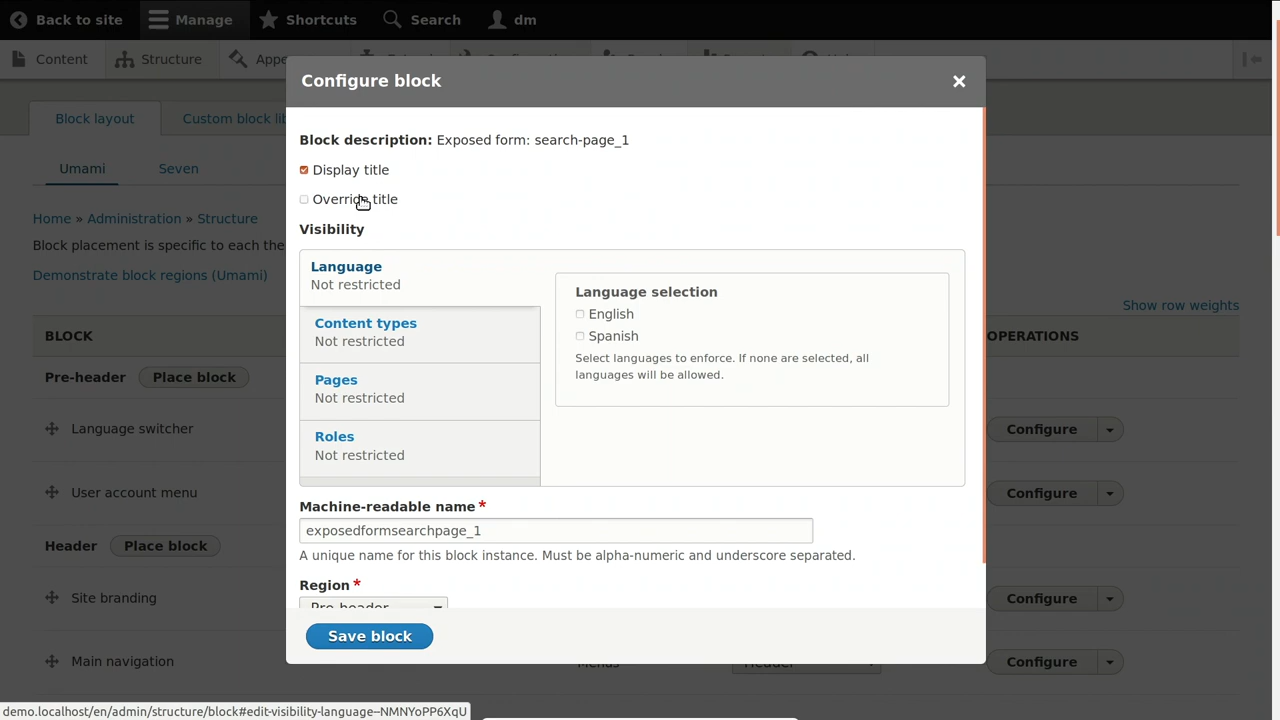 Back to site Manage Shortcuts Search dm
Content Structure Appe
Configure block
Block layout Custom block lib
Block description: Exposed form: search-page_1
Display title
Umami Seven
Override title
Home » Administration » Structure
Visibility
Block placement is specific to each the
Demonstrate block regions (Umami)
Language
Not restricted
Language selection
English
Spanish
Select languages to enforce. If none are selected, all
languages will be allowed.
Content types
Not restricted
Pages
Not restricted
Roles
Not restricted
Show row weights
BLOCK OPERATIONS
Pre-header Place block
Language switcher Configure
User account menu Configure
Machine-readable name*
exposedformsearchpage_1
A unique name for this block instance. Must be alpha-numeric and underscore separated.
Header Place block
Region*
Pre-header
Site branding Configure
Save block
Main navigation Menus Header Configure
demo.localhost/en/admin/structure/block#edit-visibility-language--NMNYoPP6XqU